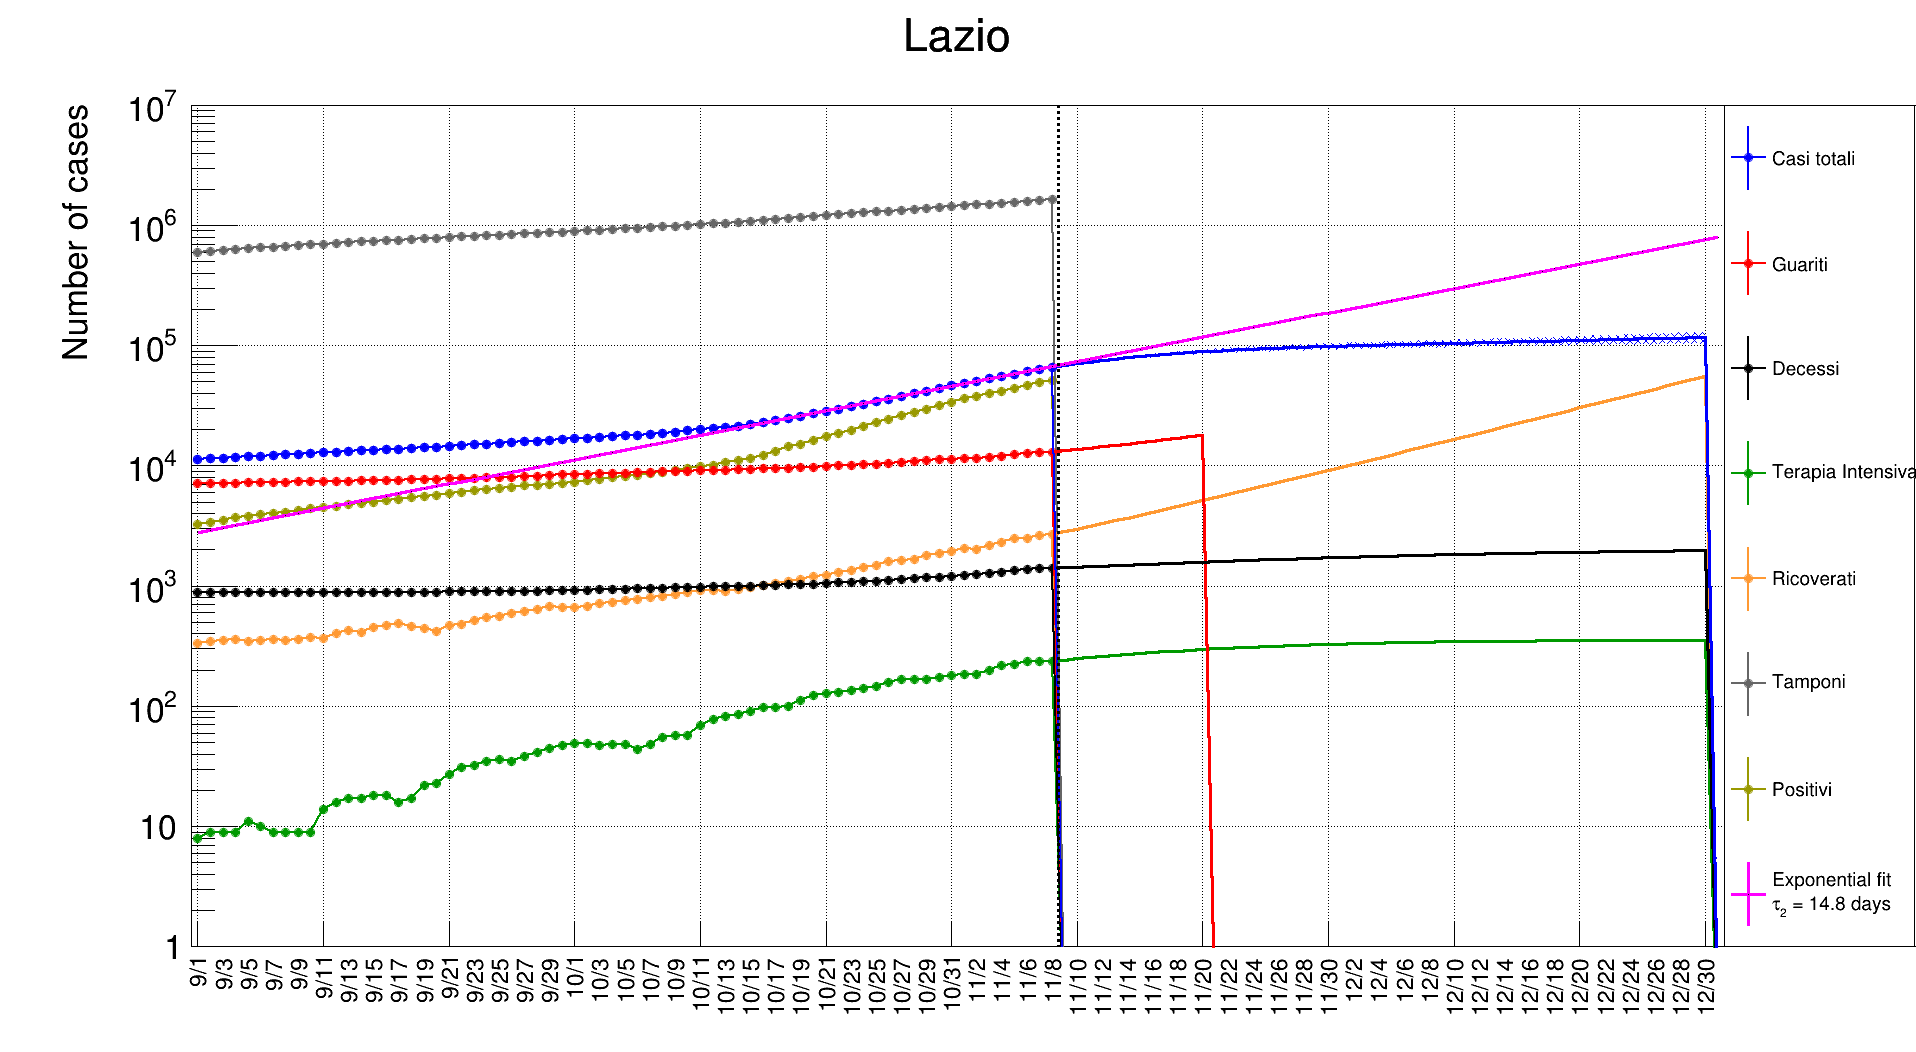 Lazio
Number of cases
10^7
10^6
10^5
10^4
10^3
10^2
10
1
9/1 9/3 9/5 9/7 9/9 9/11 9/13 9/15 9/17 9/19 9/21 9/23 9/25 9/27 9/29 10/1 10/3 10/5 10/7 10/9 10/11 10/13 10/15 10/17 10/19 10/21 10/23 10/25 10/27 10/29 10/31 11/2 11/4 11/6 11/8 11/10 11/12 11/14 11/16 11/18 11/20 11/22 11/24 11/26 11/28 11/30 12/2 12/4 12/6 12/8 12/10 12/12 12/14 12/16 12/18 12/20 12/22 12/24 12/26 12/28 12/30
Casi totali
Guariti
Decessi
Terapia Intensiva
Ricoverati
Tamponi
Positivi
Exponential fit
τ_2 = 14.8 days